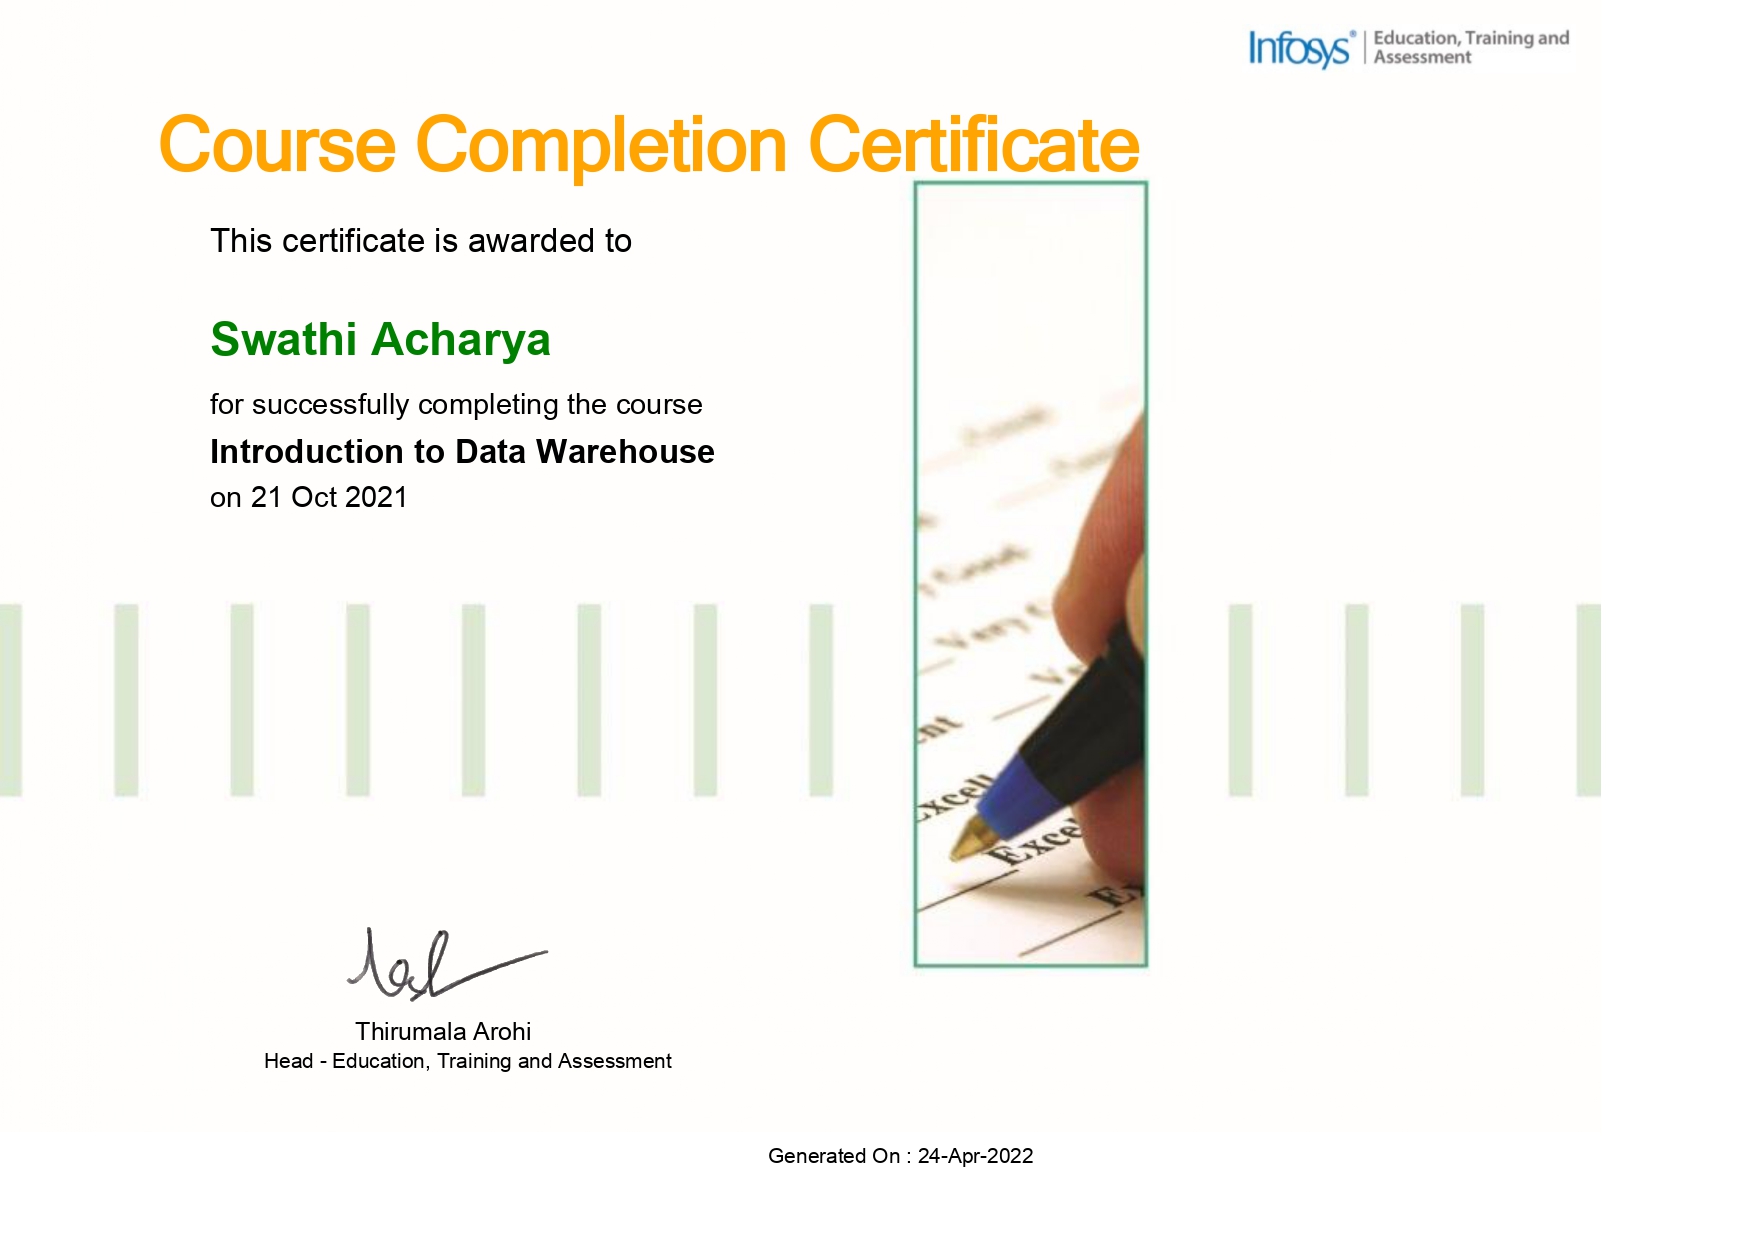 Infosys® | Education, Training and
Assessment
Course Completion Certificate
This certificate is awarded to
Swathi Acharya
for successfully completing the course
Introduction to Data Warehouse
on 21 Oct 2021
Very
Excell
Thirumala Arohi
Head - Education, Training and Assessment
Generated On : 24-Apr-2022